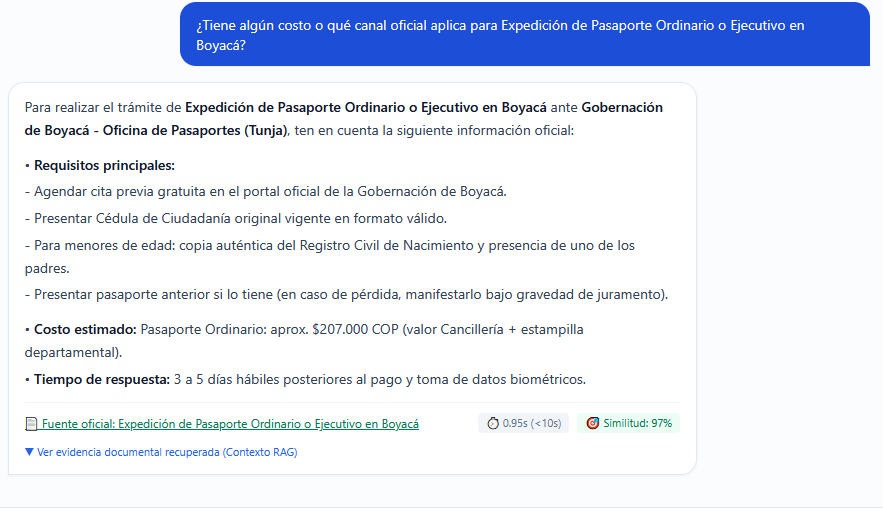 ¿Tiene algún costo o qué canal oficial aplica para Expedición de Pasaporte Ordinario o Ejecutivo en
Boyacá?
Para realizar el trámite de Expedición de Pasaporte Ordinario o Ejecutivo en Boyacá ante Gobernación
de Boyacá - Oficina de Pasaportes (Tunja), ten en cuenta la siguiente información oficial:
• Requisitos principales:
- Agendar cita previa gratuita en el portal oficial de la Gobernación de Boyacá.
- Presentar Cédula de Ciudadanía original vigente en formato válido.
- Para menores de edad: copia auténtica del Registro Civil de Nacimiento y presencia de uno de los
padres.
- Presentar pasaporte anterior si lo tiene (en caso de pérdida, manifestarlo bajo gravedad de juramento).
• Costo estimado: Pasaporte Ordinario: aprox. $207.000 COP (valor Cancillería + estampilla
departamental).
• Tiempo de respuesta: 3 a 5 días hábiles posteriores al pago y toma de datos biométricos.
Fuente oficial: Expedición de Pasaporte Ordinario o Ejecutivo en Boyacá
0.95s (<10s)
Similitud: 97%
▼ Ver evidencia documental recuperada (Contexto RAG)